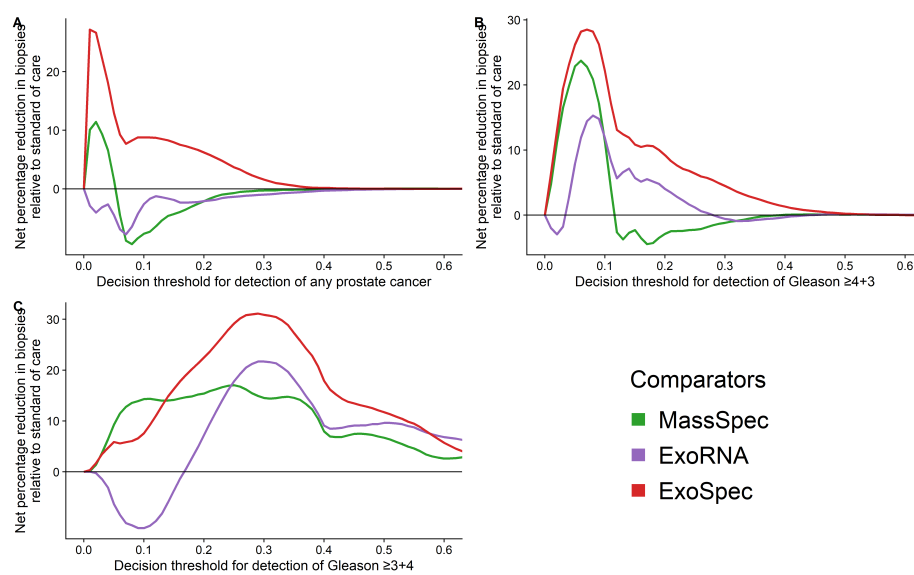 A
Net percentage reduction in biopsies
relative to standard of care
20
10
0
0.0 0.1 0.2 0.3 0.4 0.5 0.6
Decision threshold for detection of any prostate cancer
B
Net percentage reduction in biopsies
relative to standard of care
30
20
10
0
0.0 0.1 0.2 0.3 0.4 0.5 0.6
Decision threshold for detection of Gleason ≥4+3
C
Net percentage reduction in biopsies
relative to standard of care
30
20
10
0
0.0 0.1 0.2 0.3 0.4 0.5 0.6
Decision threshold for detection of Gleason ≥3+4
Comparators
MassSpec
ExoRNA
ExoSpec